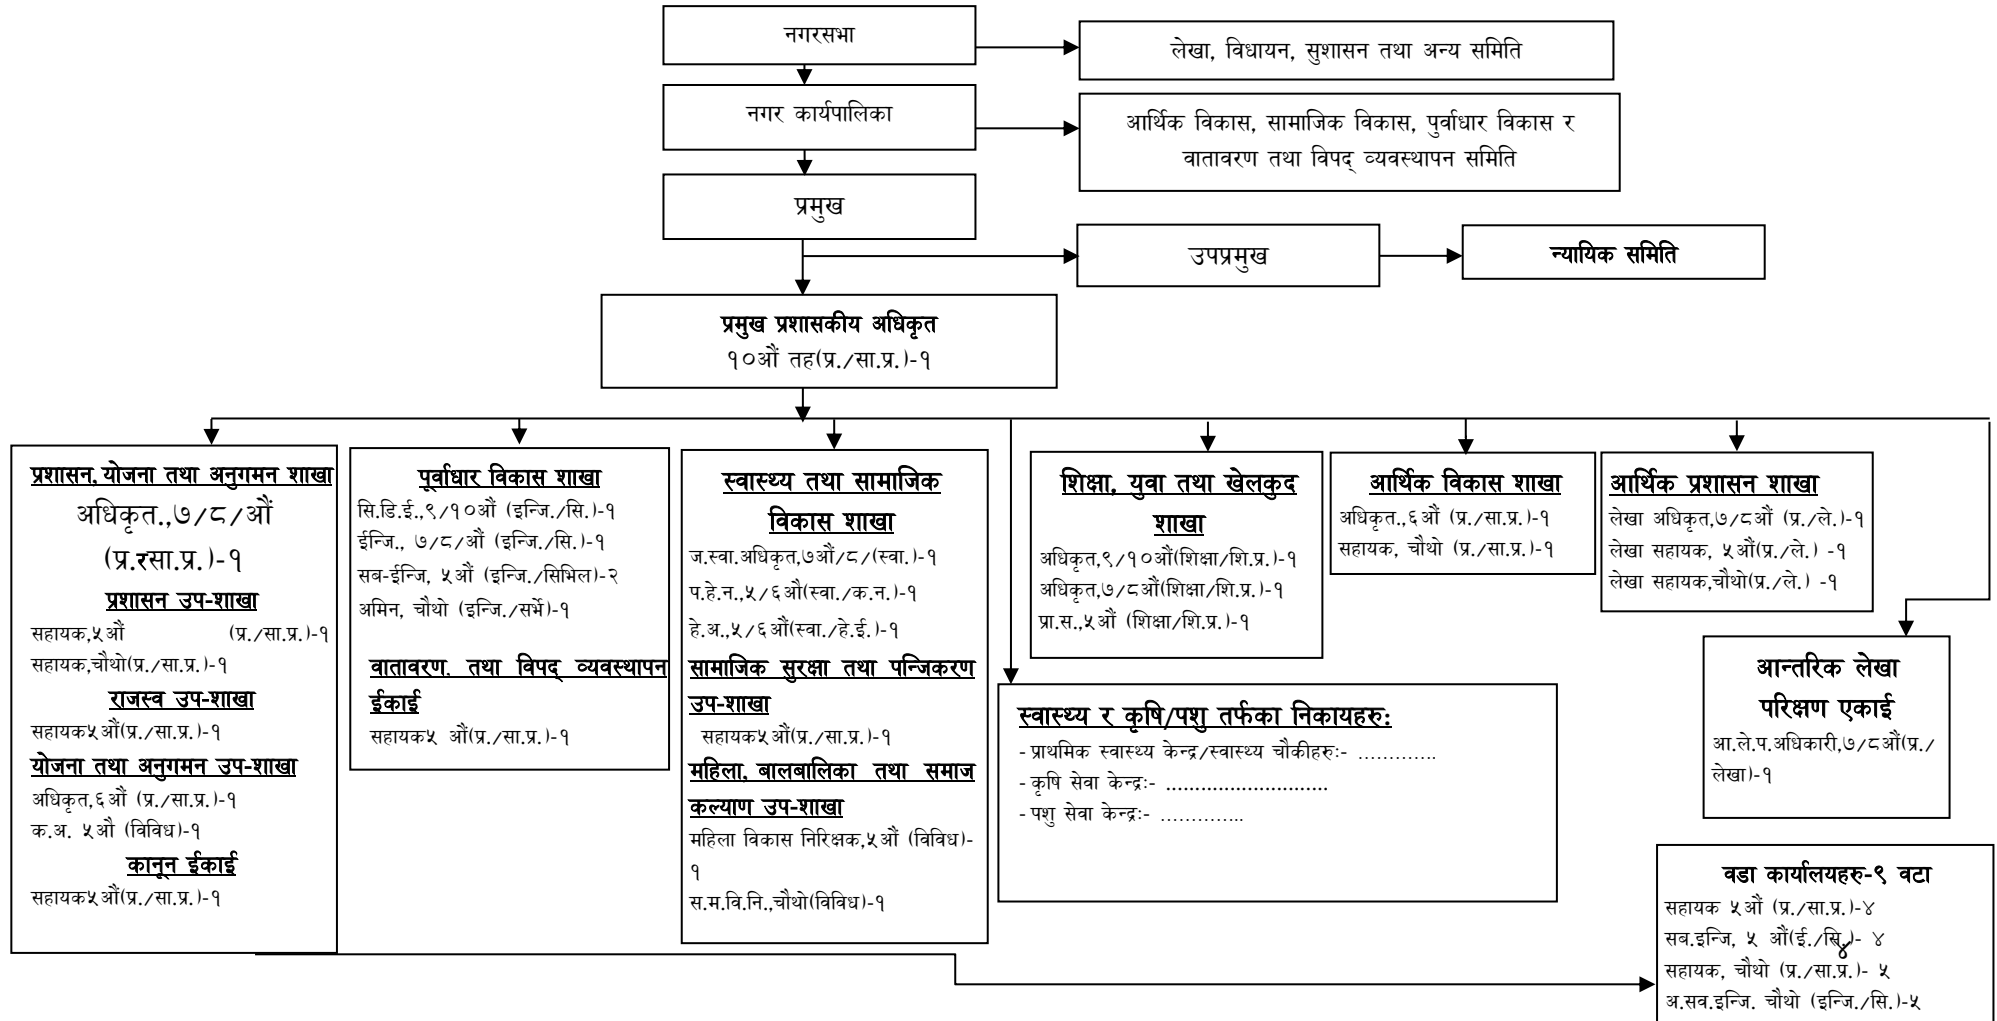 नगरसभा
लेखा, विधायन, सुशासन तथा अन्य समिति
नगर कार्यपालिका
आर्थिक विकास, सामाजिक विकास, पुर्वाधार विकास र
वातावरण तथा विपद् व्यवस्थापन समिति
प्रमुख
उपप्रमुख
न्यायिक समिति
प्रमुख प्रशासकीय अधिकृत
१०औं तह(प्र./सा.प्र.)-१
प्रशासन, योजना तथा अनुगमन शाखा
अधिकृत.,७/८/औं
(प्र.रसा.प्र.)-१
प्रशासन उप-शाखा
सहायक,५औं (प्र./सा.प्र.)-१
सहायक,चौथो(प्र./सा.प्र.)-१
राजस्व उप-शाखा
सहायक५औं(प्र./सा.प्र.)-१
योजना तथा अनुगमन उप-शाखा
अधिकृत,६औं (प्र./सा.प्र.)-१
क.अ. ५औ (विविध)-१
कानून ईकाई
सहायक५औं(प्र./सा.प्र.)-१
पूर्वाधार विकास शाखा
सि.डि.ई.,९/१०औं (इन्जि./सि.)-१
ईन्जि., ७/८/औं (इन्जि./सि.)-१
सब-ईन्जि, ५औं (इन्जि./सिभिल)-२
अमिन, चौथो (इन्जि./सर्भे)-१
वातावरण, तथा विपद् व्यवस्थापन
ईकाई
सहायक५ औं(प्र./सा.प्र.)-१
स्वास्थ्य तथा सामाजिक
विकास शाखा
ज.स्वा.अधिकृत,७औं/८/(स्वा.)-१
प.हे.न.,५/६औ(स्वा./क.न.)-१
हे.अ.,५/६औ(स्वा./हे.ई.)-१
सामाजिक सुरक्षा तथा पन्जिकरण
उप-शाखा
सहायक५औं(प्र./सा.प्र.)-१
महिला, बालबालिका तथा समाज
कल्याण उप-शाखा
महिला विकास निरिक्षक,५औं (विविध)-
१
स.म.वि.नि.,चौथो(विविध)-१
शिक्षा, युवा तथा खेलकुद
शाखा
अधिकृत,९/१०औं(शिक्षा/शि.प्र.)-१
अधिकृत,७/८औं(शिक्षा/शि.प्र.)-१
प्रा.स.,५औं (शिक्षा/शि.प्र.)-१
आर्थिक विकास शाखा
अधिकृत.,६औं (प्र./सा.प्र.)-१
सहायक, चौथो (प्र./सा.प्र.)-१
आर्थिक प्रशासन शाखा
लेखा अधिकृत,७/८औं (प्र./ले.)-१
लेखा सहायक, ५औं(प्र./ले.) -१
लेखा सहायक,चौथो(प्र./ले.) -१
स्वास्थ्य र कृषि/पशु तर्फका निकायहरु:
- प्राथमिक स्वास्थ्य केन्द्र/स्वास्थ्य चौकीहरुः- ………….
- कृषि सेवा केन्द्रः- ............................
- पशु सेवा केन्द्रः- …………..
आन्तरिक लेखा
परिक्षण एकाई
आ.ले.प.अधिकारी,७/८औं(प्र./
लेखा)-१
वडा कार्यालयहरु-९ वटा
सहायक ५औं (प्र./सा.प्र.)-४
सब.इन्जि, ५ औं(ई./सि.)- ४
४
सहायक, चौथो (प्र./सा.प्र.)- ५
अ.सव.इन्जि. चौथो (इन्जि./सि.)-५